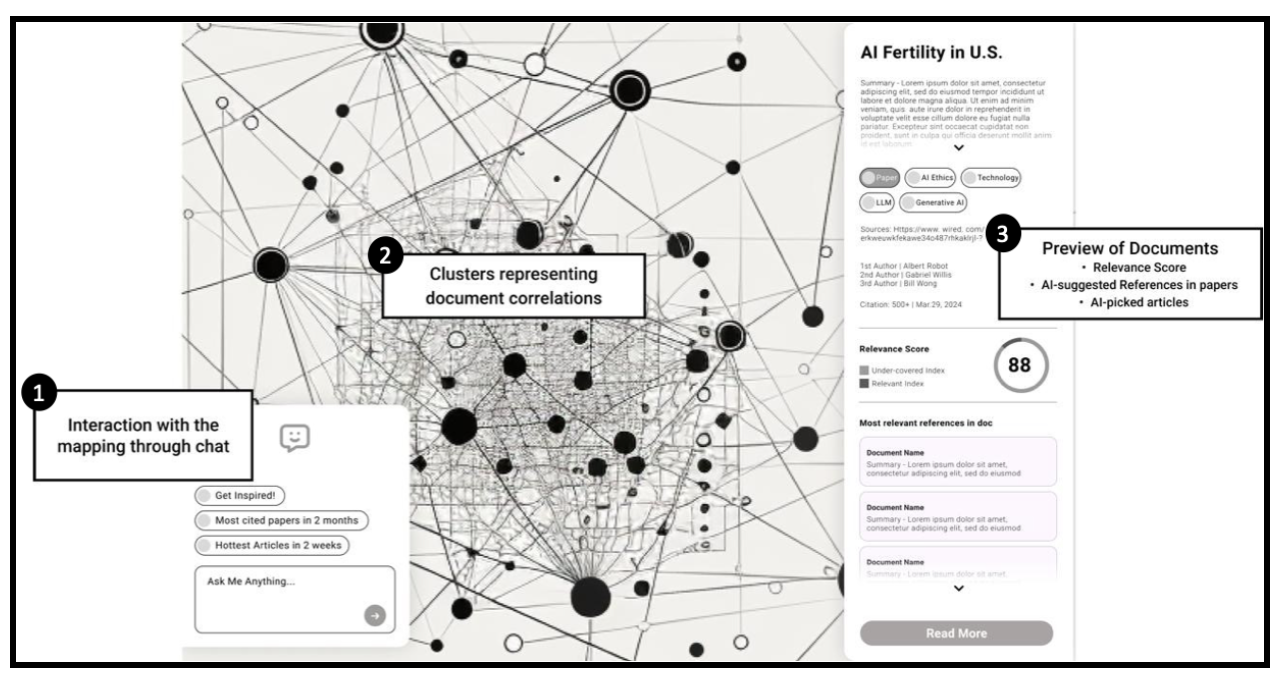 AI Fertility in U.S.
Summary - Lorem ipsum dolor sit amet, consectetur
adipiscing elit, sed do eiusmod tempor incididunt ut
labore et dolore magna aliqua. Ut enim ad minim
veniam, quis aute irure dolor in reprehenderit in
voluptate velit esse cillum dolore eu fugiat nulla
pariatur. Excepteur sint occaecat cupidatat non
proident, sunt in culpa qui officia deserunt mollit anim
id est laborum
Paper
AI Ethics
Technology
LLM
Generative AI
Sources: Https://www. wired. com/
1st Author | Albert Robot
2nd Author | Gabriel Willis
3rd Author | Bill Wong
Citation: 500+ | Mar.29, 2024
3
Preview of Documents
• Relevance Score
• AI-suggested References in papers
• AI-picked articles
2
Clusters representing
document correlations
Relevance Score
Under-covered Index
Relevant Index
88
1
Interaction with the
mapping through chat
Most relevant references in doc
Document Name
Summary - Lorem ipsum dolor sit amet,
consectetur adipiscing elit, sed do eiusmod
Document Name
Summary - Lorem ipsum dolor sit amet,
consectetur adipiscing elit, sed do eiusmod
Document Name
Summary - Lorem ipsum dolor sit amet,
Get Inspired!
Most cited papers in 2 months
Hottest Articles in 2 weeks
Ask Me Anything...
Read More